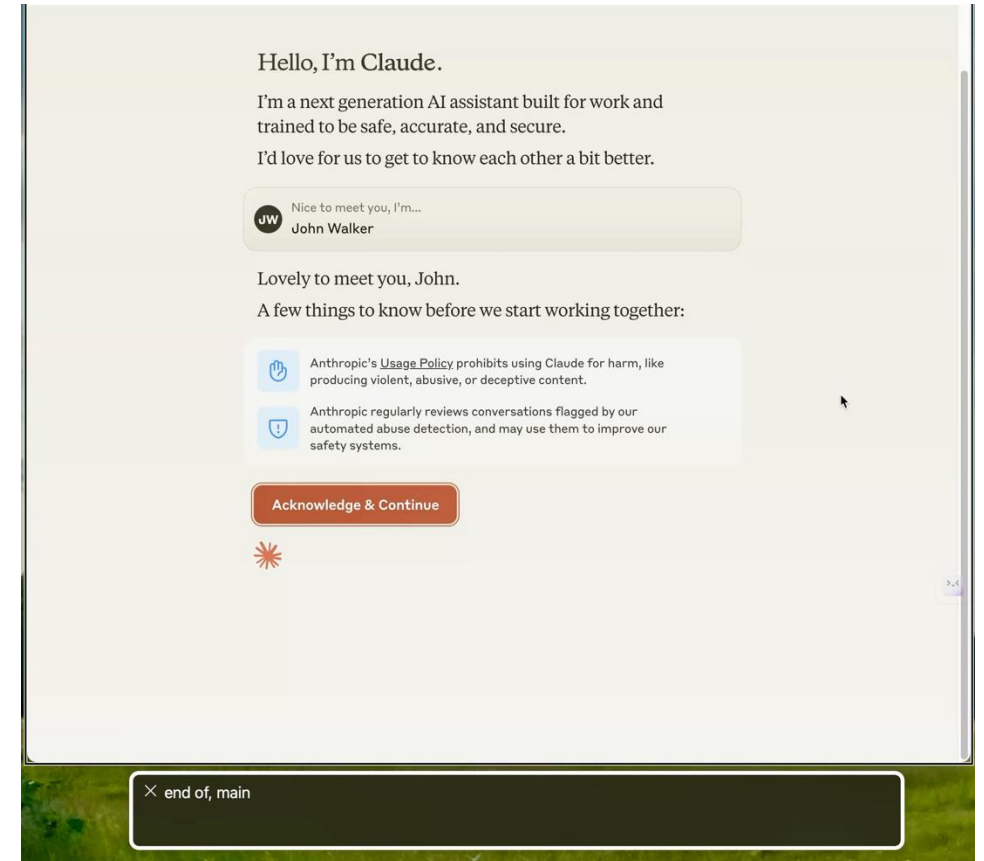 Hello, I’m Claude.
I’m a next generation AI assistant built for work and
trained to be safe, accurate, and secure.
I’d love for us to get to know each other a bit better.
JW
Nice to meet you, I'm...
John Walker
Lovely to meet you, John.
A few things to know before we start working together:
Anthropic's Usage Policy prohibits using Claude for harm, like
producing violent, abusive, or deceptive content.
Anthropic regularly reviews conversations flagged by our
automated abuse detection, and may use them to improve our
safety systems.
Acknowledge & Continue
end of, main